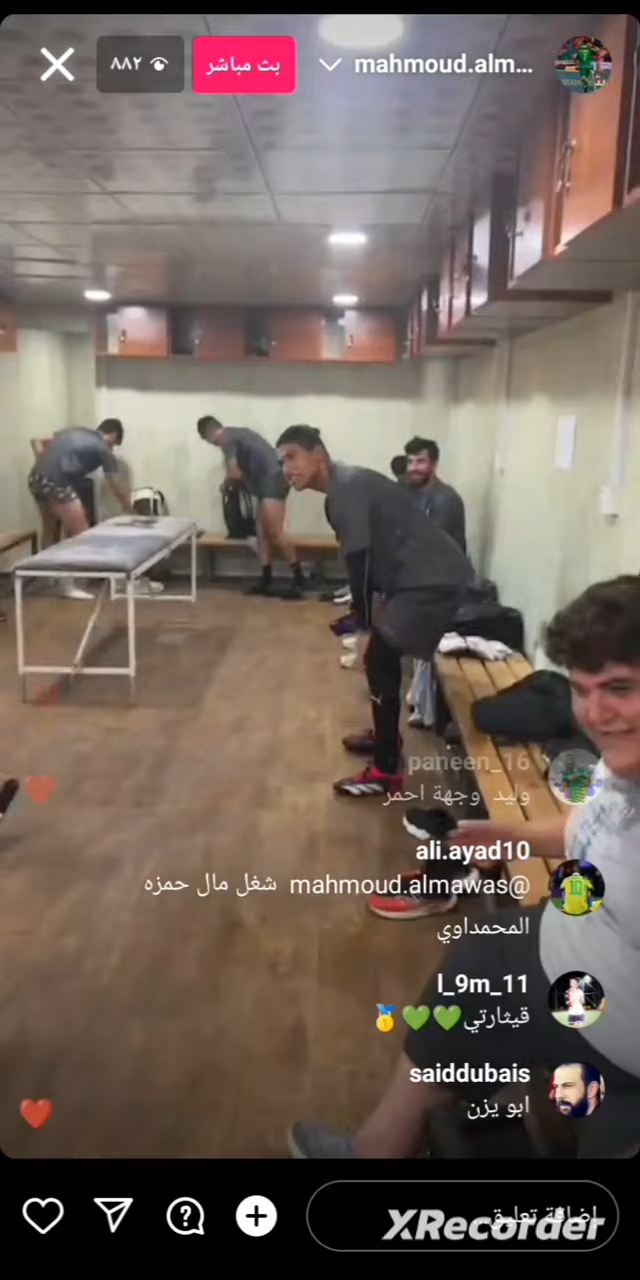 mahmoud.alm...
بث مباشر
٨٨٢
paneen_16
وليد وجهة احمر
ali.ayad10
@mahmoud.almawas شغل مال حمزه
المحمداوي
l_9m_11
قيثارتي💚💚🥇
saiddubais
ابو يزن
إضافة تعليق...
XRecorder